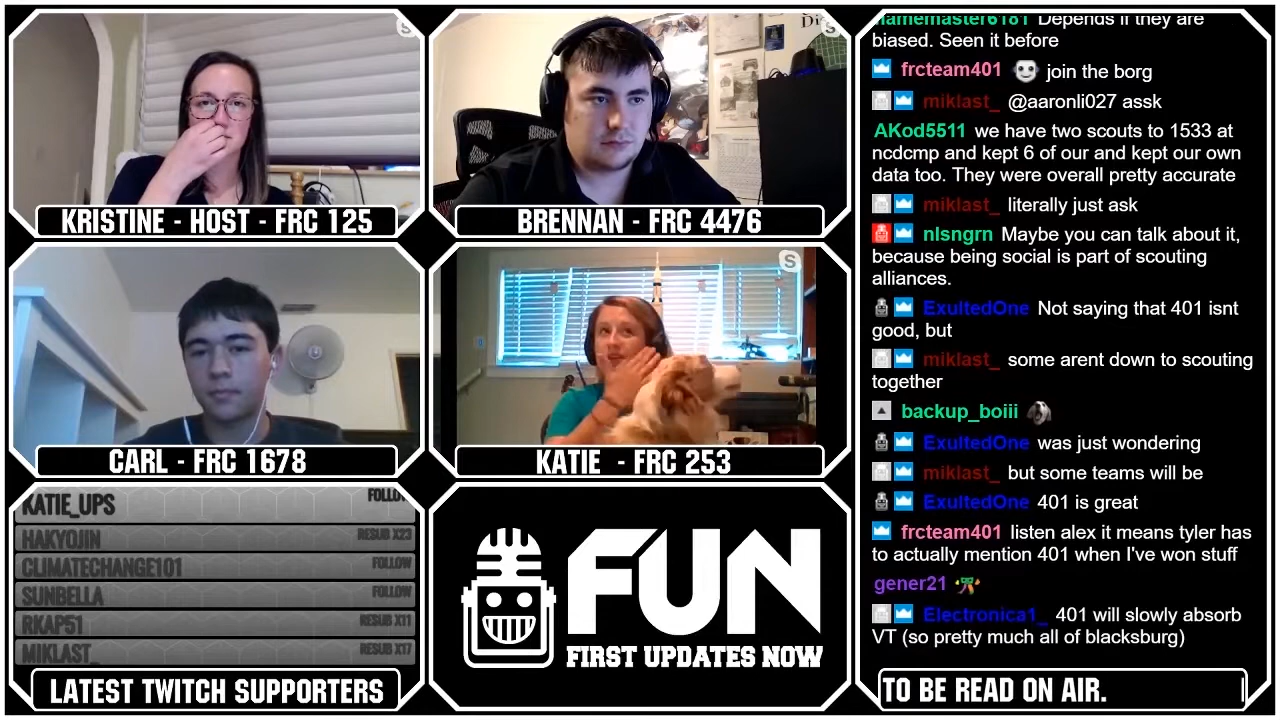 KRISTINE - HOST - FRC 125
BRENNAN - FRC 4476
CARL - FRC 1678
KATIE - FRC 253
KATIE_UPS FOLLOW
HAKYOJIN RESUB X23
CLIMATECHANGE101 FOLLOW
SUNBELLA FOLLOW
RKAP51 RESUB X11
MIKLAST_ RESUB X17
LATEST TWITCH SUPPORTERS
FUN
FIRST UPDATES NOW
namemaster6181 Depends if they are
biased. Seen it before
frcteam401 join the borg
miklast_ @aaronli027 assk
AKod5511 we have two scouts to 1533 at
ncdcmp and kept 6 of our and kept our own
data too. They were overall pretty accurate
miklast_ literally just ask
nlsngrn Maybe you can talk about it,
because being social is part of scouting
alliances.
ExultedOne Not saying that 401 isnt
good, but
miklast_ some arent down to scouting
together
backup_boiii
ExultedOne was just wondering
miklast_ but some teams will be
ExultedOne 401 is great
frcteam401 listen alex it means tyler has
to actually mention 401 when I've won stuff
gener21
Electronica1_ 401 will slowly absorb
VT (so pretty much all of blacksburg)
TO BE READ ON AIR.